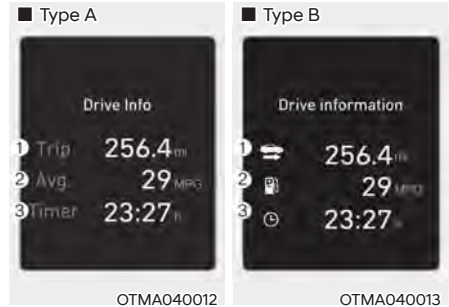 ■ Type A
Drive Info
1 Trip 256.4 mi
2 Avg. 29 MPG
3 Timer 23:27 h
OTMA040012
■ Type B
Drive information
1 256.4 mi
2 29 MPG
3 23:27 h
OTMA040013